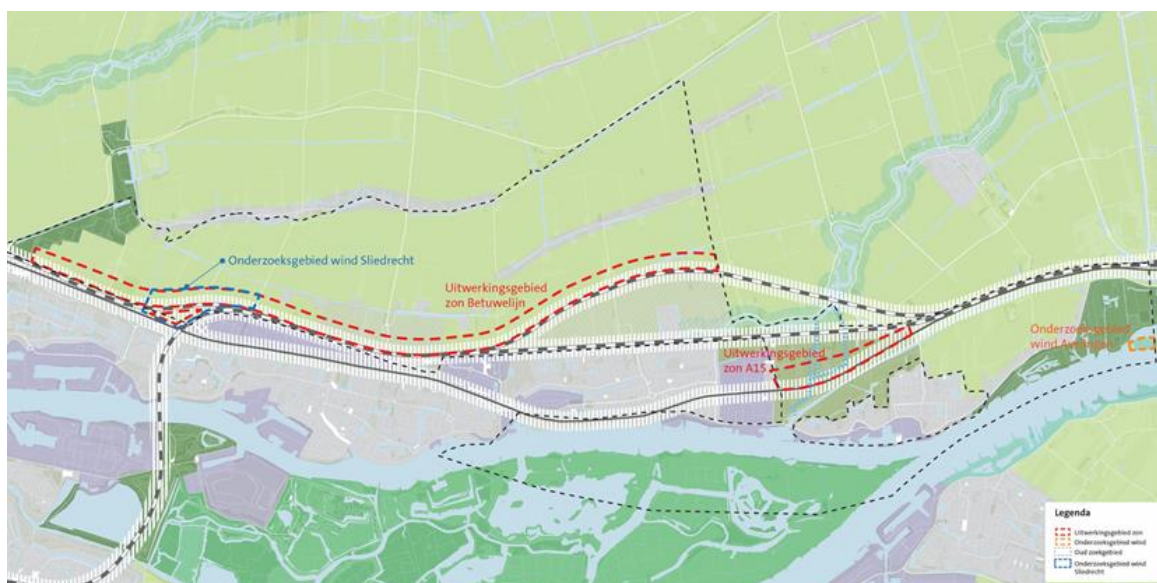 Onderzoeksgebied wind Sliedrecht
Uitwerkingsgebied
zon Betuwelijn
Uitwerkingsgebied
zon A15
Onderzoeksgebied
wind Avelingen
Legenda
Uitwerkingsgebied zon
Onderzoeksgebied wind
Oud zoekgebied
Onderzoeksgebied wind
Sliedrecht